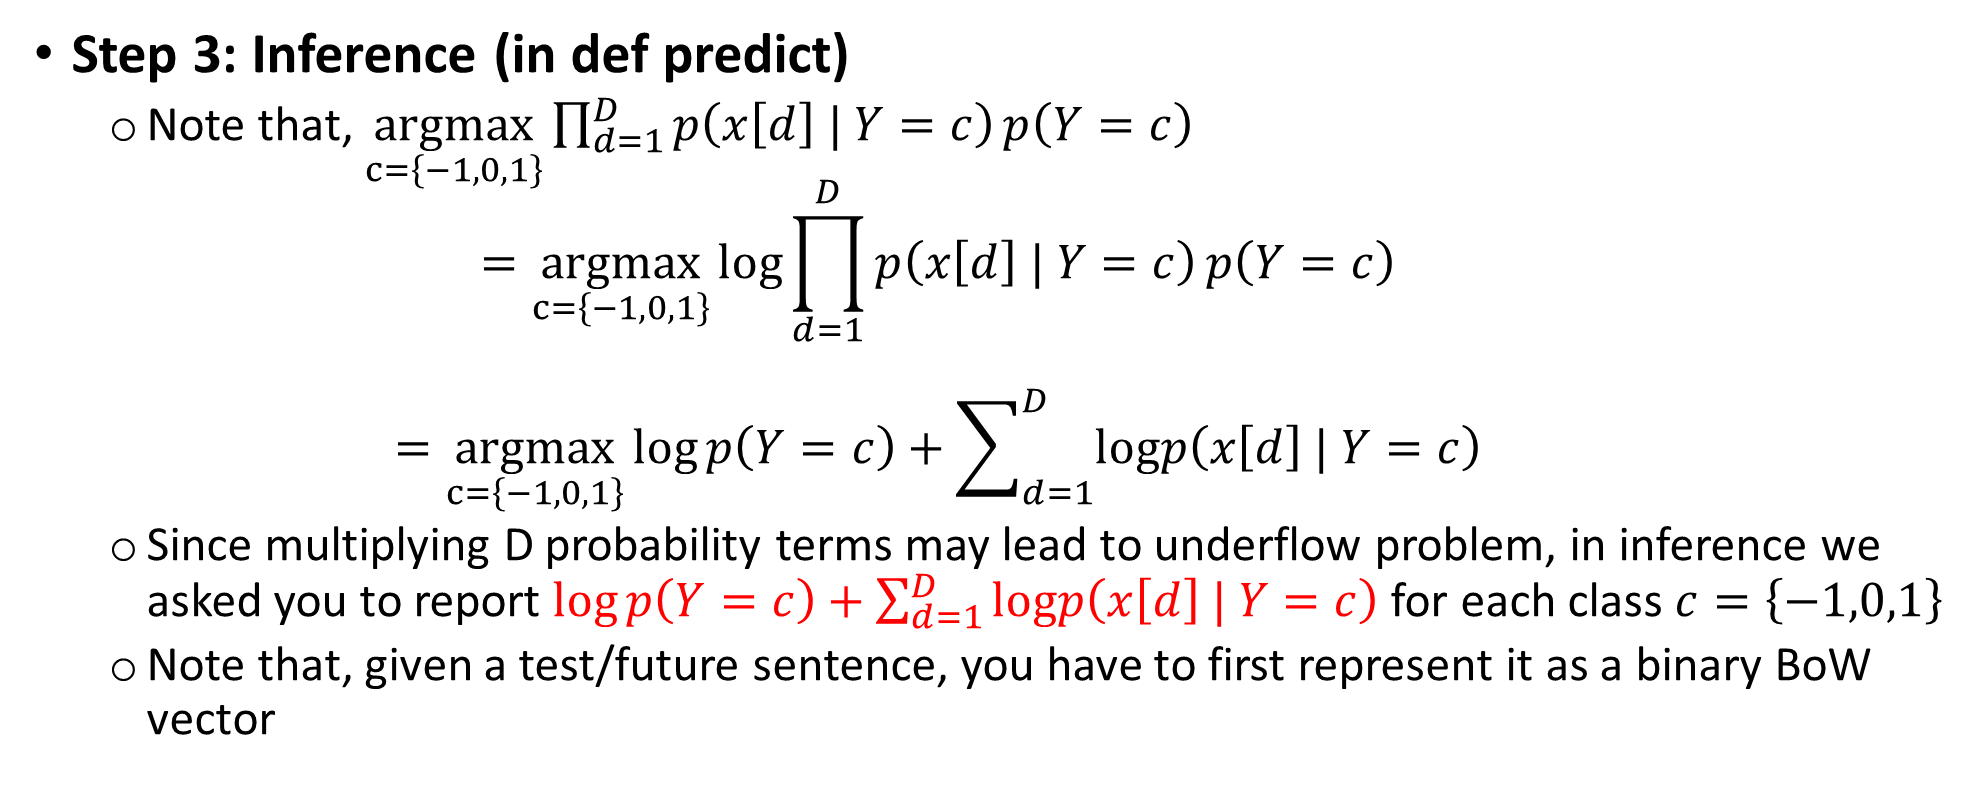 • Step 3: Inference (in def predict)
○ Note that, argmax_{c={−1,0,1}} ∏_{d=1}^{D} p(x[d] | Y = c) p(Y = c)
= argmax_{c={−1,0,1}} log ∏_{d=1}^{D} p(x[d] | Y = c) p(Y = c)
= argmax_{c={−1,0,1}} log p(Y = c) + ∑_{d=1}^{D} logp(x[d] | Y = c)
○ Since multiplying D probability terms may lead to underflow problem, in inference we
asked you to report log p(Y = c) + ∑_{d=1}^{D} logp(x[d] | Y = c) for each class c = {−1,0,1}
○ Note that, given a test/future sentence, you have to first represent it as a binary BoW
vector